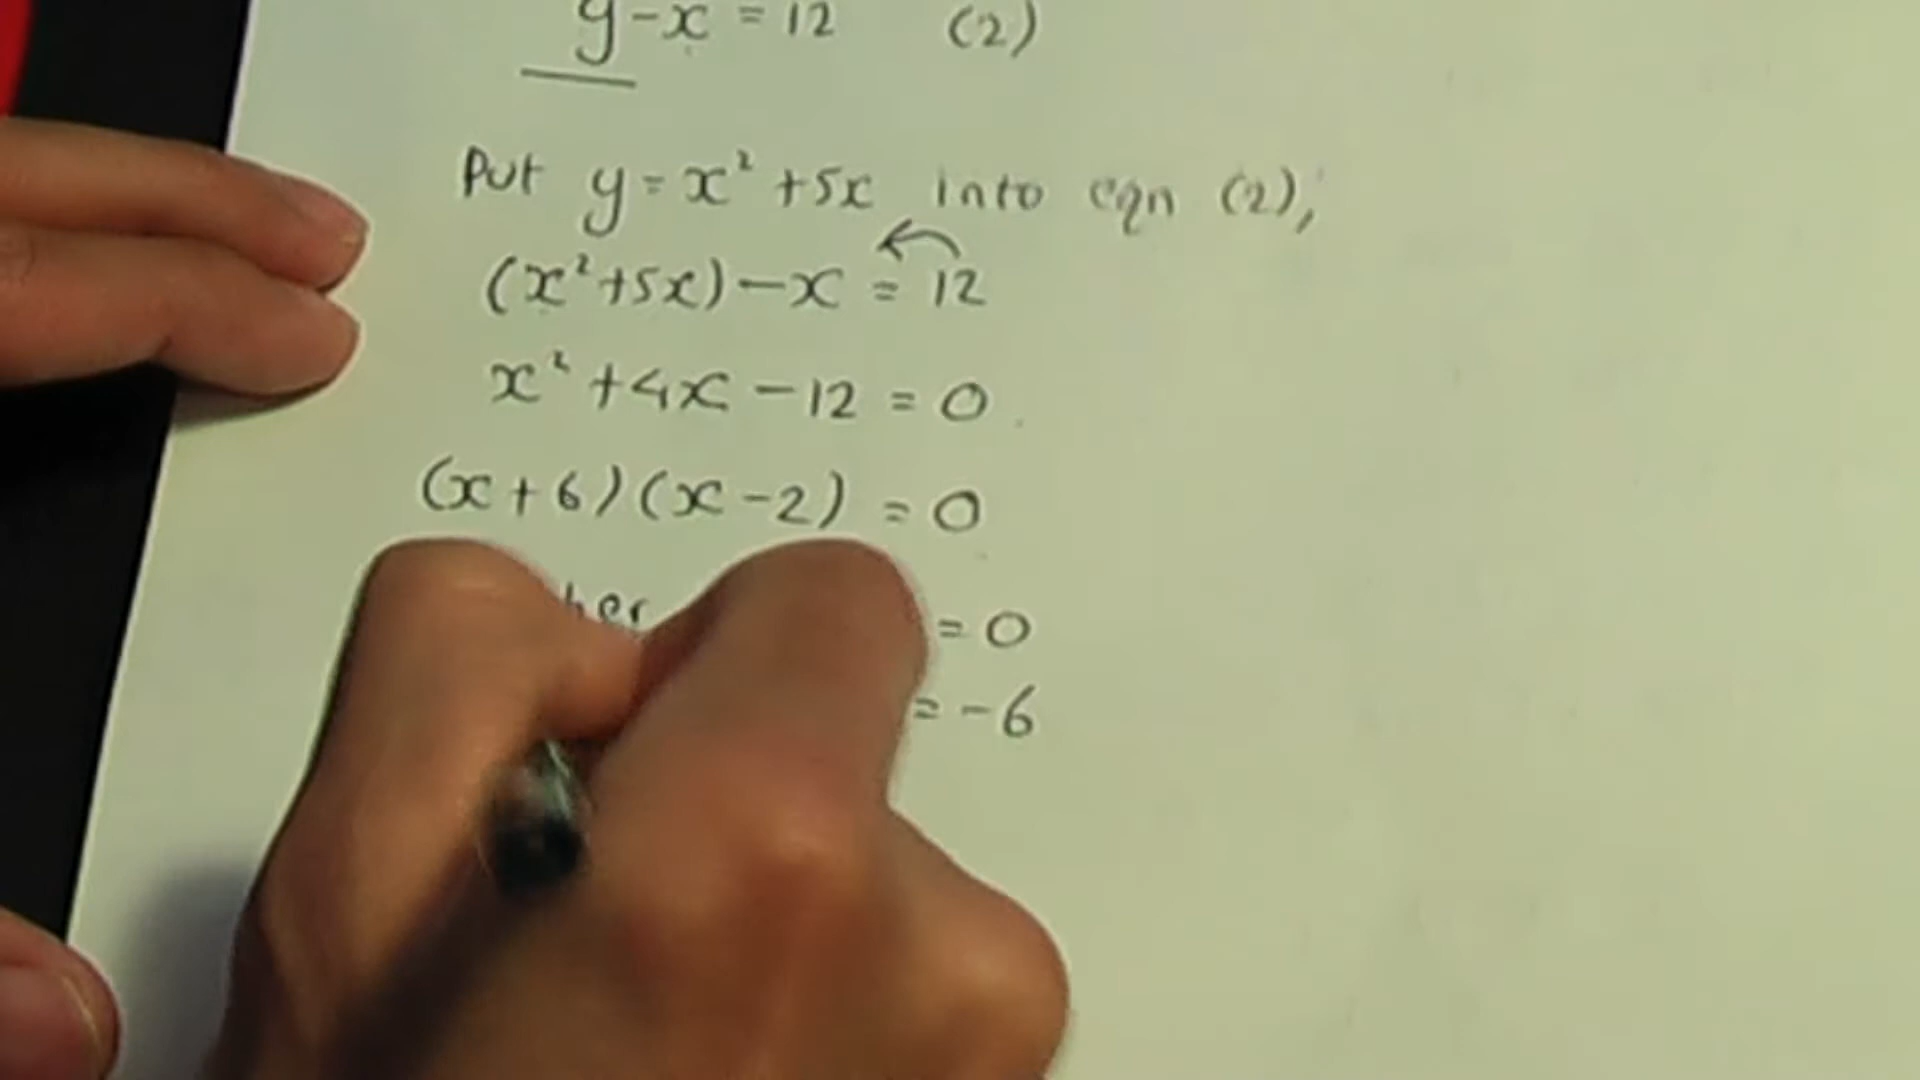 y-x = 12 (2)
Put y = x² + 5x into eqn (2),
(x²+5x) - x = 12
x² + 4x - 12 = 0
(x+6)(x-2) = 0
= 0
= -6